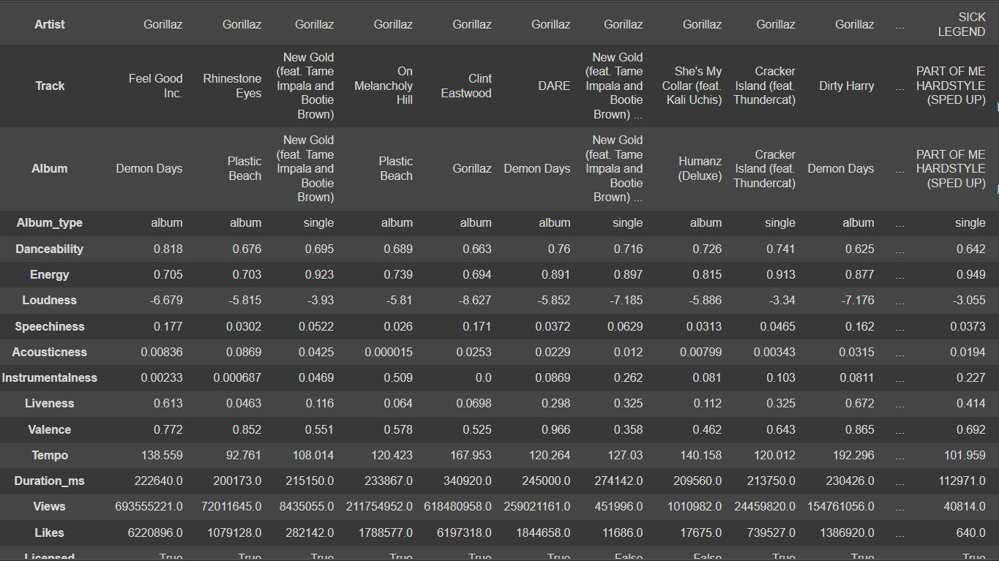 Artist Gorillaz Gorillaz Gorillaz Gorillaz Gorillaz Gorillaz Gorillaz Gorillaz Gorillaz Gorillaz ... SICK LEGEND
Track Feel Good Inc. Rhinestone Eyes New Gold (feat. Tame Impala and Bootie Brown) On Melancholy Hill Clint Eastwood DARE New Gold (feat. Tame Impala and Bootie Brown) ... She's My Collar (feat. Kali Uchis) Cracker Island (feat. Thundercat) Dirty Harry ... PART OF ME HARDSTYLE (SPED UP)
Album Demon Days Plastic Beach New Gold (feat. Tame Impala and Bootie Brown) Plastic Beach Gorillaz Demon Days New Gold (feat. Tame Impala and Bootie Brown) ... Humanz (Deluxe) Cracker Island (feat. Thundercat) Demon Days ... PART OF ME HARDSTYLE (SPED UP)
Album_type album album single album album album single album single album ... single
Danceability 0.818 0.676 0.695 0.689 0.663 0.76 0.716 0.726 0.741 0.625 ... 0.642
Energy 0.705 0.703 0.923 0.739 0.694 0.891 0.897 0.815 0.913 0.877 ... 0.949
Loudness -6.679 -5.815 -3.93 -5.81 -8.627 -5.852 -7.185 -5.886 -3.34 -7.176 ... -3.055
Speechiness 0.177 0.0302 0.0522 0.026 0.171 0.0372 0.0629 0.0313 0.0465 0.162 ... 0.0373
Acousticness 0.00836 0.0869 0.0425 0.000015 0.0253 0.0229 0.012 0.00799 0.00343 0.0315 ... 0.0194
Instrumentalness 0.00233 0.000687 0.0469 0.509 0.0 0.0869 0.262 0.081 0.103 0.0811 ... 0.227
Liveness 0.613 0.0463 0.116 0.064 0.0698 0.298 0.325 0.112 0.325 0.672 ... 0.414
Valence 0.772 0.852 0.551 0.578 0.525 0.966 0.358 0.462 0.643 0.865 ... 0.692
Tempo 138.559 92.761 108.014 120.423 167.953 120.264 127.03 140.158 120.012 192.296 ... 101.959
Duration_ms 222640.0 200173.0 215150.0 233867.0 340920.0 245000.0 274142.0 209560.0 213750.0 230426.0 ... 112971.0
Views 693555221.0 72011645.0 8435055.0 211754952.0 618480958.0 259021161.0 451996.0 1010982.0 24459820.0 154761056.0 ... 40814.0
Likes 6220896.0 1079128.0 282142.0 1788577.0 6197318.0 1844658.0 11686.0 17675.0 739527.0 1386920.0 ... 640.0
Licensed True True True True True True False False True True ... True